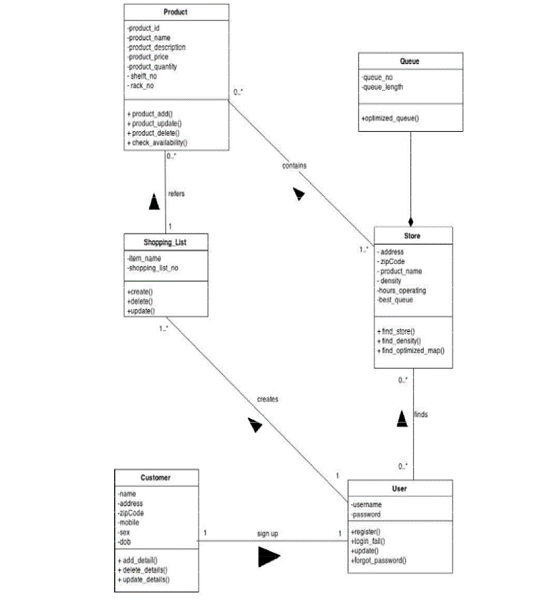 Product
-product_id
-product_name
-product_description
-product_price
-product_quantity
- shelft_no
- rack_no
+ product_add()
+ product_update()
+ product_delete()
+ check_availability()
0..*
0..*
Queue
-queue_no
-queue_length
+optimized_queue()
contains
refers
1
Shopping_List
-item_name
-shopping_list_no
+create()
+delete()
+update()
1..*
1..*
Store
- address
- zipCode
- product_name
- density
-hours_operating
-best_queue
+ find_store()
+ find_density()
+ find_optimized_map()
0..*
creates
finds
0..*
1
Customer
-name
-address
-zipCode
-mobile
-sex
-dob
+ add_detail()
+ delete_details()
+ update_details()
1
sign up
1
User
-username
-password
+register()
+login_fail()
+update()
+forgot_password()